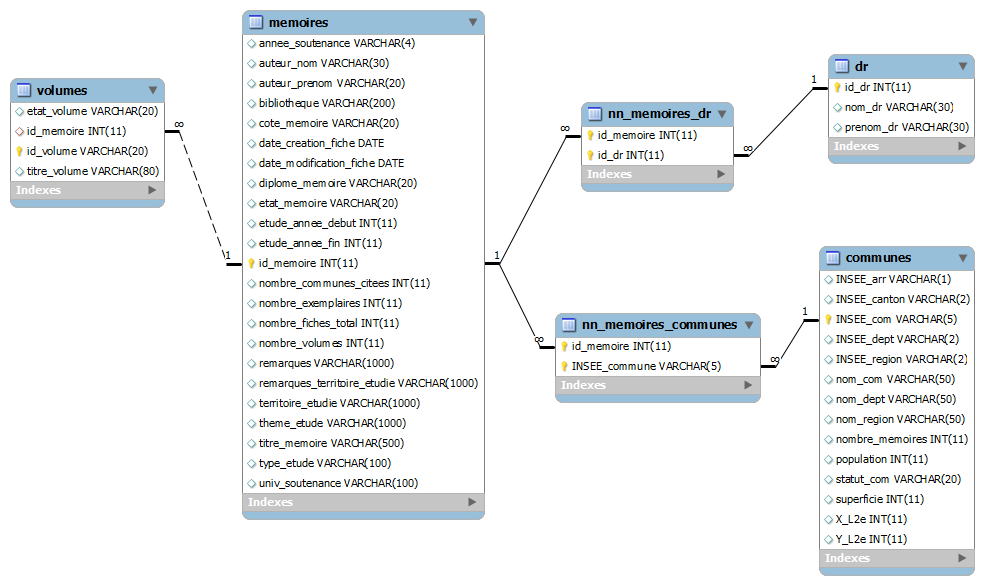 volumes
etat_volume VARCHAR(20)
id_memoire INT(11)
id_volume VARCHAR(20)
titre_volume VARCHAR(80)
Indexes
∞
1
memoires
annee_soutenance VARCHAR(4)
auteur_nom VARCHAR(30)
auteur_prenom VARCHAR(20)
bibliotheque VARCHAR(200)
cote_memoire VARCHAR(20)
date_creation_fiche DATE
date_modification_fiche DATE
diplome_memoire VARCHAR(20)
etat_memoire VARCHAR(20)
etude_annee_debut INT(11)
etude_annee_fin INT(11)
id_memoire INT(11)
nombre_communes_citees INT(11)
nombre_exemplaires INT(11)
nombre_fiches_total INT(11)
nombre_volumes INT(11)
remarques VARCHAR(1000)
remarques_territoire_etudie VARCHAR(1000)
territoire_etudie VARCHAR(1000)
theme_etude VARCHAR(1000)
titre_memoire VARCHAR(500)
type_etude VARCHAR(100)
univ_soutenance VARCHAR(100)
Indexes
1
∞
∞
nn_memoires_dr
id_memoire INT(11)
id_dr INT(11)
Indexes
∞
1
dr
id_dr INT(11)
nom_dr VARCHAR(30)
prenom_dr VARCHAR(30)
Indexes
nn_memoires_communes
id_memoire INT(11)
INSEE_commune VARCHAR(5)
Indexes
∞
1
communes
INSEE_arr VARCHAR(1)
INSEE_canton VARCHAR(2)
INSEE_com VARCHAR(5)
INSEE_dept VARCHAR(2)
INSEE_region VARCHAR(2)
nom_com VARCHAR(50)
nom_dept VARCHAR(50)
nom_region VARCHAR(50)
nombre_memoires INT(11)
population INT(11)
statut_com VARCHAR(20)
superficie INT(11)
X_L2e INT(11)
Y_L2e INT(11)
Indexes